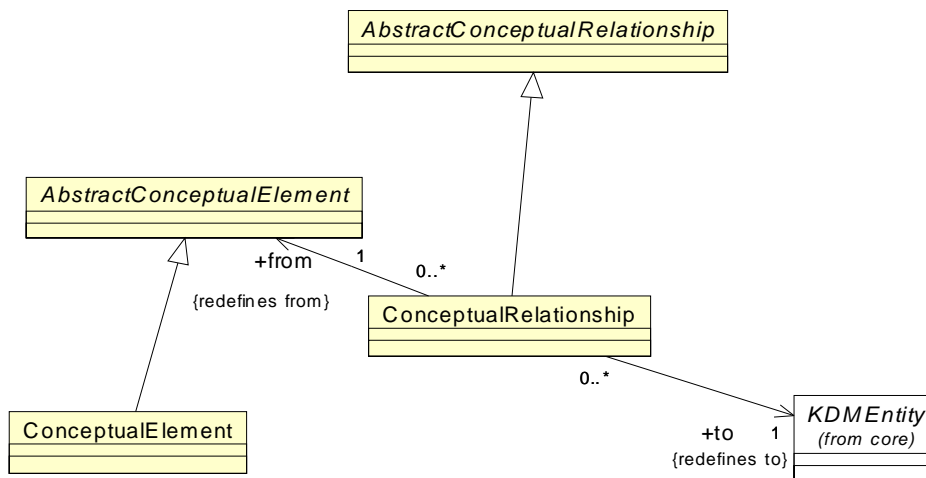 AbstractConceptualRelationship
AbstractConceptualElement
+from 1
0..*
{redefines from}
ConceptualRelationship
0..*
ConceptualElement
KDMEntity
(from core)
+to 1
{redefines to}